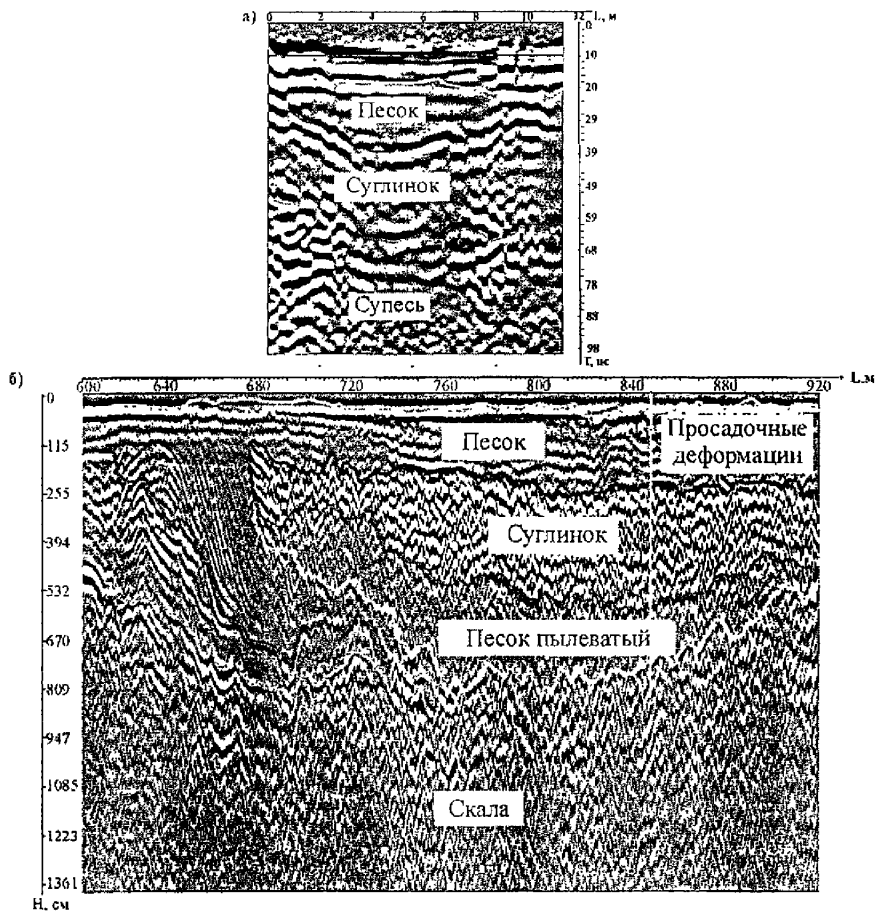 а)
0 2 4 6 8 10 12 L, м
0
10
20
29
39
49
59
68
78
88
98
Т, нс
Песок
Суглинок
Супесь
б)
600 640 680 720 760 800 840 880 920
L, м
0
115
255
394
532
670
809
947
1085
1223
1361
Н, см
Песок
Просадочные
деформации
Суглинок
Песок пылеватый
Скала